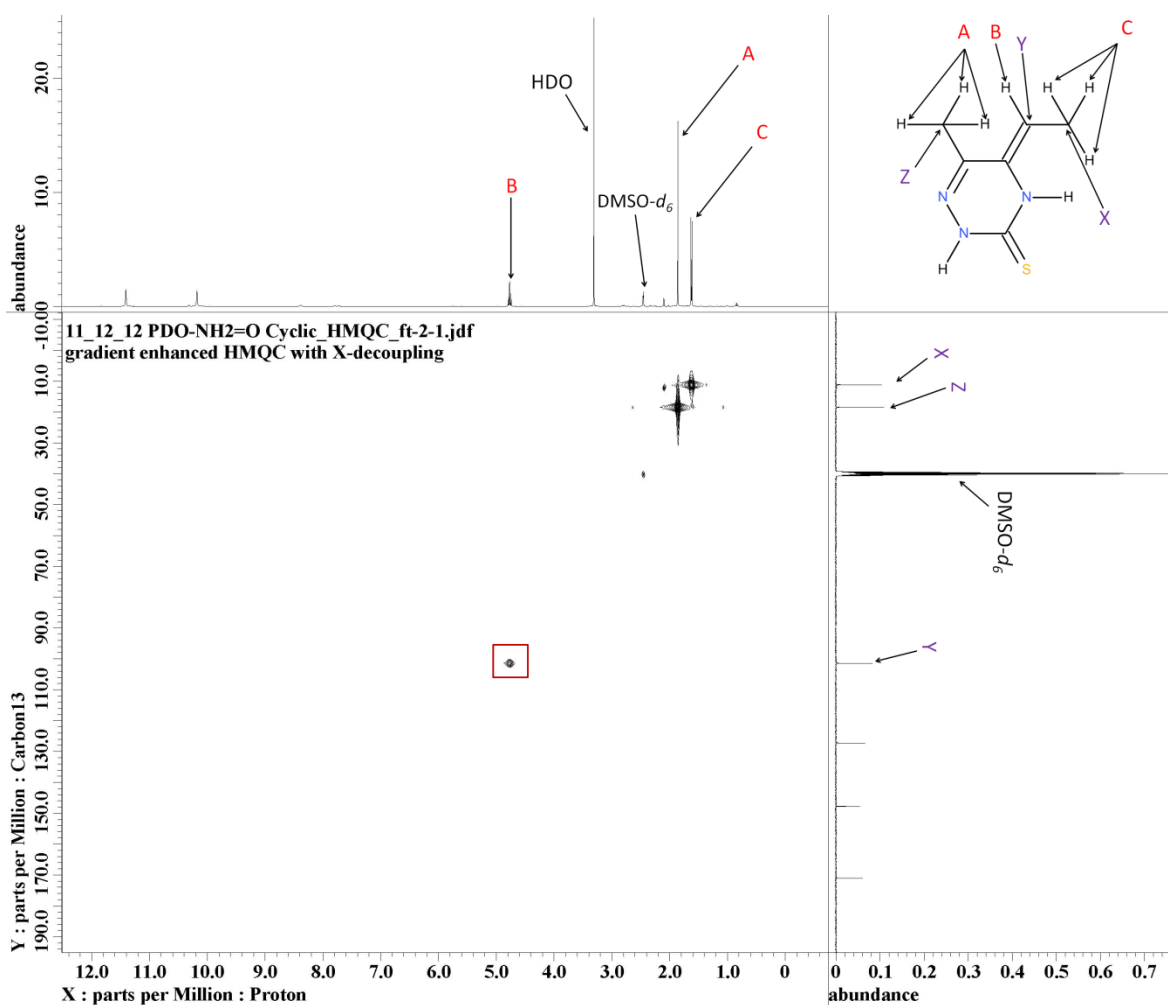 abundance
20.0
10.0
0
HDO
A
C
B
DMSO-d6
A
B
Y
C
H
H
H
H
H
H
H
Z
N
N
H
X
N
H
S
11_12_12 PDO-NH2=O Cyclic_HMQC_ft-2-1.jdf
gradient enhanced HMQC with X-decoupling
Y : parts per Million : Carbon13
-10.0
10.0
30.0
50.0
70.0
90.0
110.0
130.0
150.0
170.0
190.0
X
Z
DMSO-d6
Y
12.0 11.0 10.0 9.0 8.0 7.0 6.0 5.0 4.0 3.0 2.0 1.0 0
X : parts per Million : Proton
0 0.1 0.2 0.3 0.4 0.5 0.6 0.7
abundance